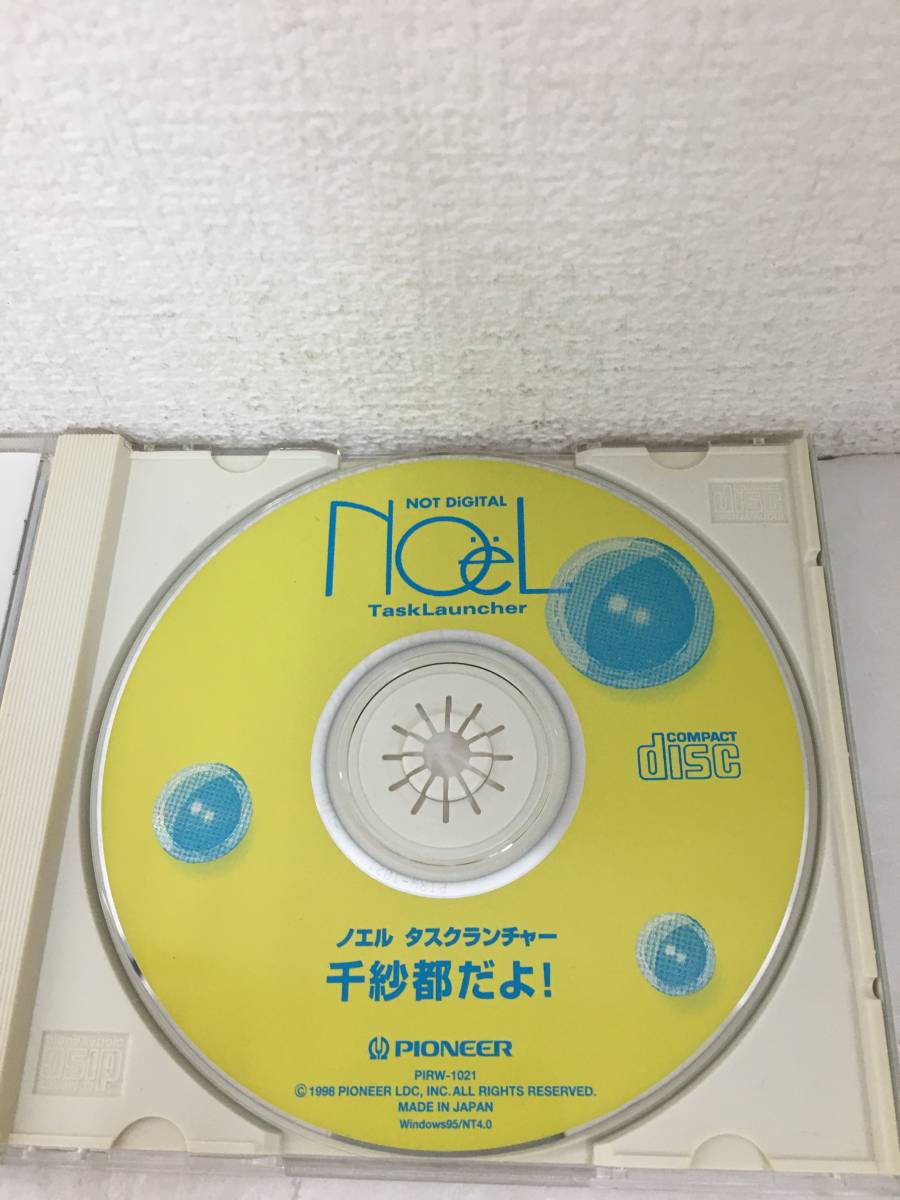 NOT DiGITAL
NOëL
TaskLauncher
COMPACT
disc
ノエル タスクランチャー
千紗都だよ!
PIONEER
PIRW-1021
©1998 PIONEER LDC, INC. ALL RIGHTS RESERVED.
MADE IN JAPAN
Windows95/NT4.0